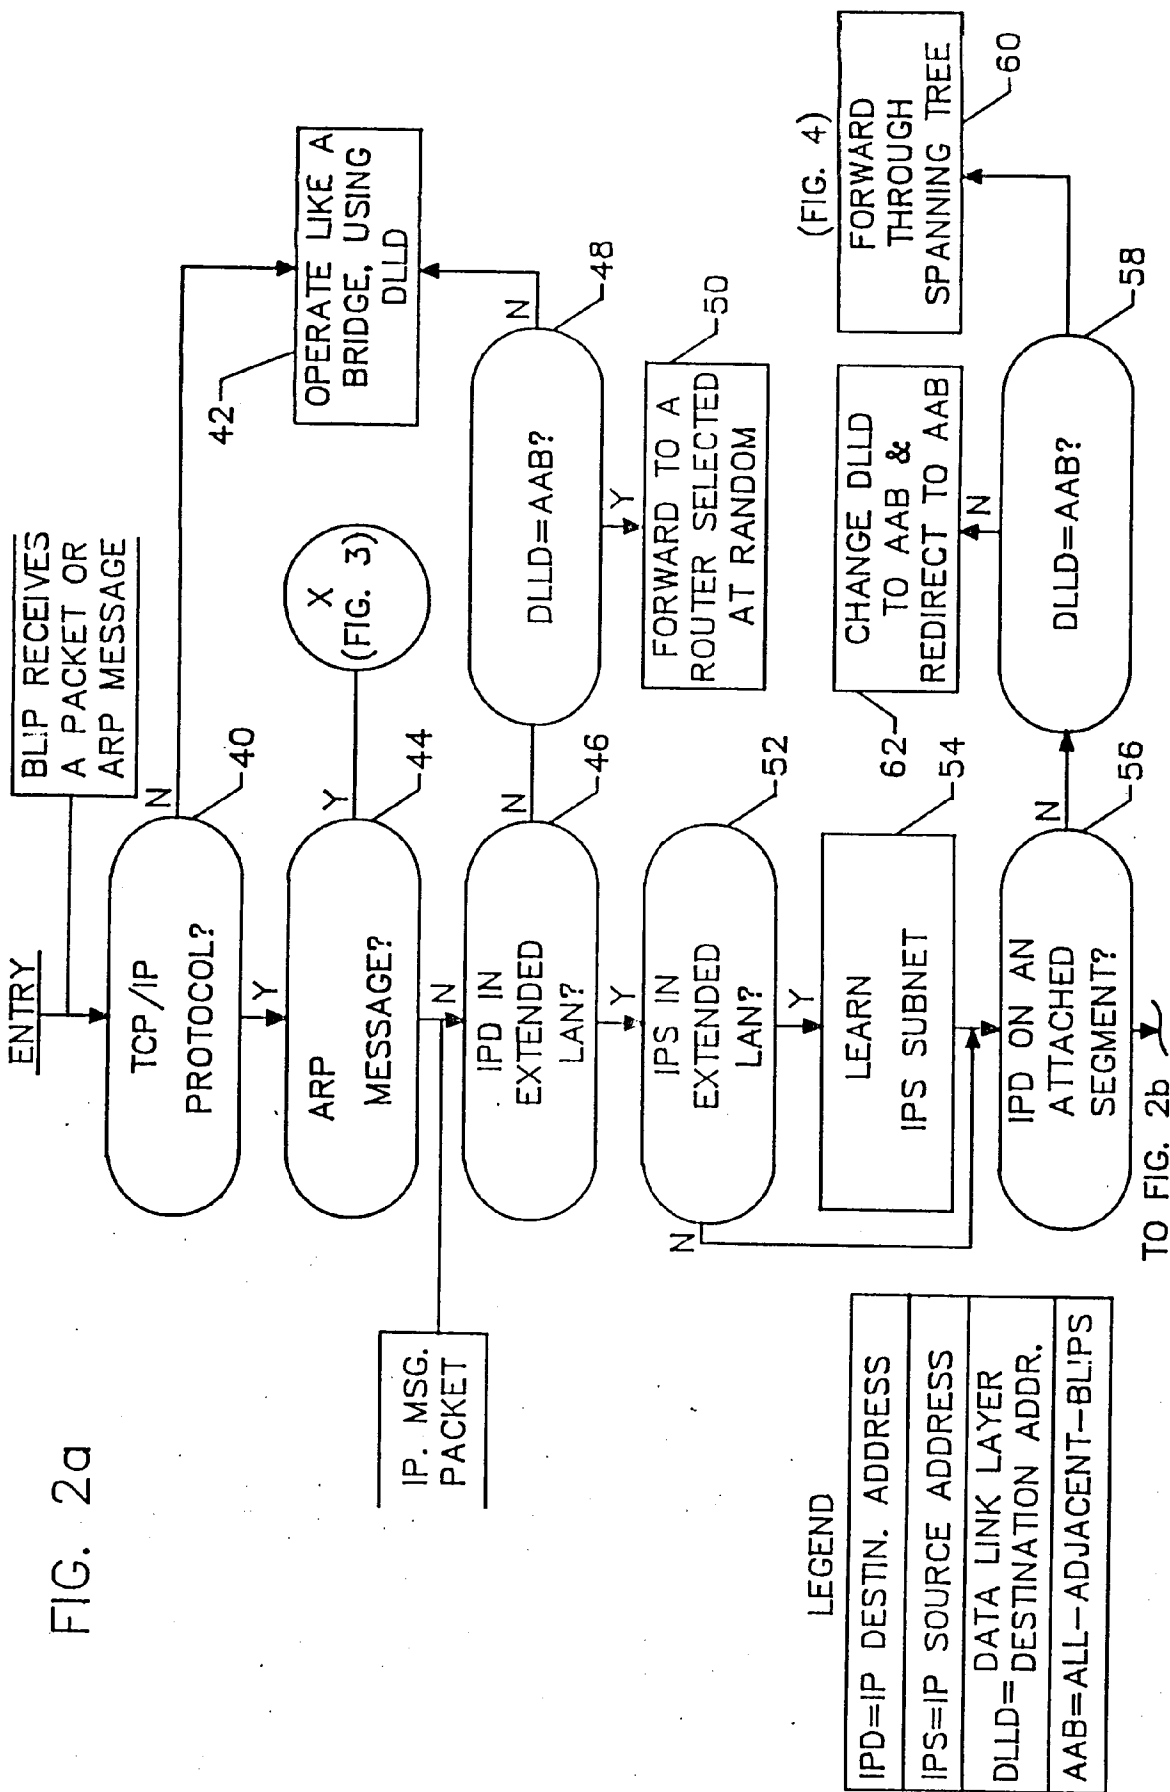 FIG. 2a
ENTRY
BLIP RECEIVES
A PACKET OR
ARP MESSAGE
TCP/IP
PROTOCOL?
40
N
Y
42
OPERATE LIKE A
BRIDGE, USING
DLLD
ARP
MESSAGE?
44
Y
N
X
(FIG. 3)
IP. MSG.
PACKET
IPD IN
EXTENDED
LAN?
46
N
Y
DLLD=AAB?
48
N
Y
FORWARD TO A
ROUTER SELECTED
AT RANDOM
50
IPS IN
EXTENDED
LAN?
52
N
Y
LEARN
IPS SUBNET
54
IPD ON AN
ATTACHED
SEGMENT?
56
N
TO FIG. 2b
DLLD=AAB?
58
N
CHANGE DLLD
TO AAB &
REDIRECT TO AAB
62
(FIG. 4)
FORWARD
THROUGH
SPANNING TREE
60
LEGEND
IPD=IP DESTIN. ADDRESS
IPS=IP SOURCE ADDRESS
DLLD= DATA LINK LAYER
DESTINATION ADDR.
AAB=ALL-ADJACENT-BLIPS